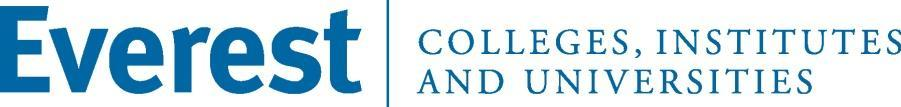 Everest
COLLEGES, INSTITUTES
AND UNIVERSITIES